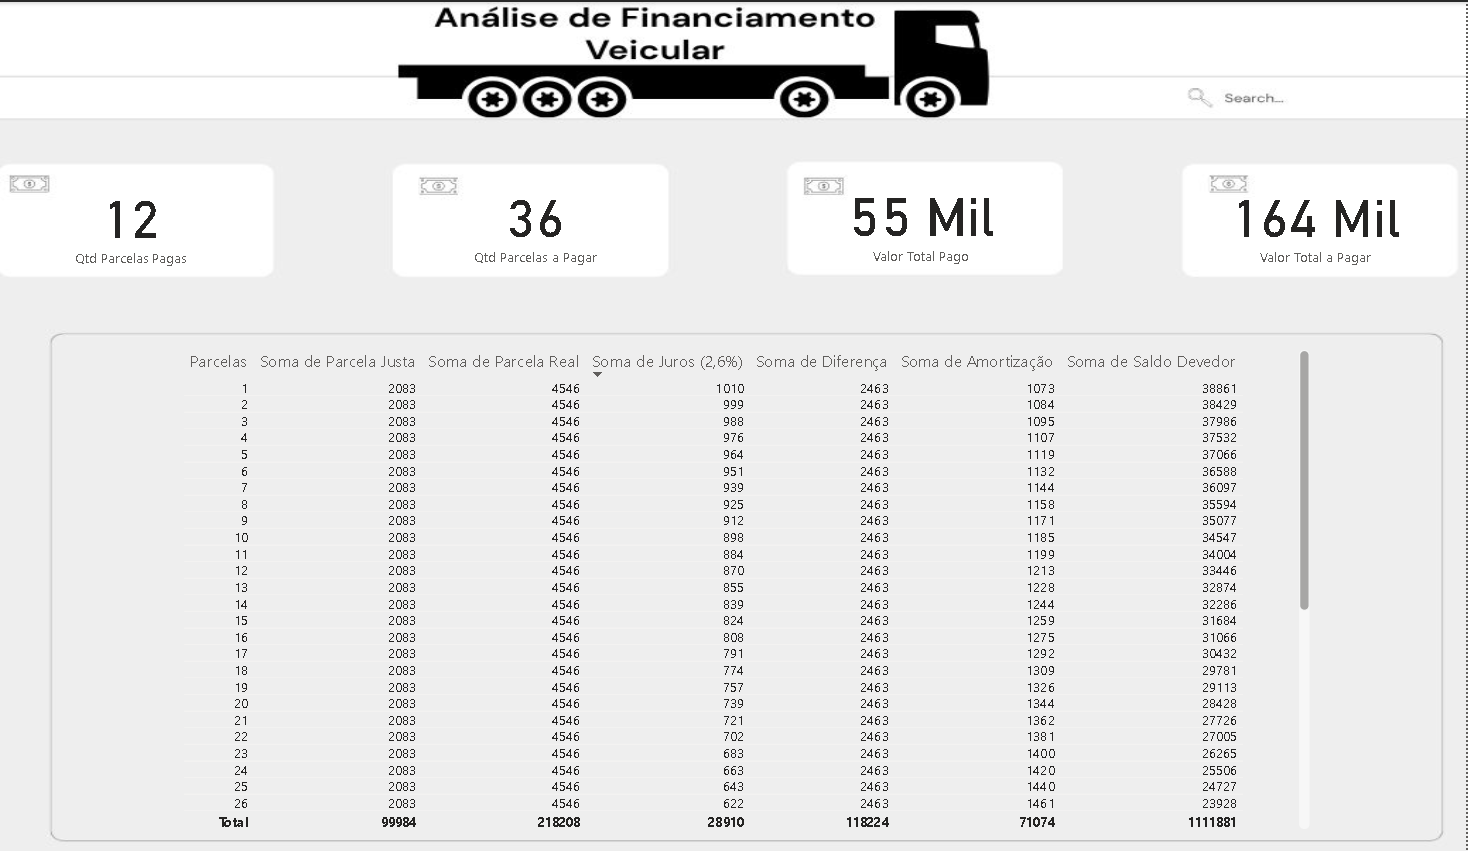 Análise de Financiamento
Veicular
Search...
12
Qtd Parcelas Pagas
36
Qtd Parcelas a Pagar
55 Mil
Valor Total Pago
164 Mil
Valor Total a Pagar
Parcelas Soma de Parcela Justa Soma de Parcela Real Soma de Juros (2,6%) Soma de Diferença Soma de Amortização Soma de Saldo Devedor
1 2083 4546 1010 2463 1073 38861
2 2083 4546 999 2463 1084 38429
3 2083 4546 988 2463 1095 37986
4 2083 4546 976 2463 1107 37532
5 2083 4546 964 2463 1119 37066
6 2083 4546 951 2463 1132 36588
7 2083 4546 939 2463 1144 36097
8 2083 4546 925 2463 1158 35594
9 2083 4546 912 2463 1171 35077
10 2083 4546 898 2463 1185 34547
11 2083 4546 884 2463 1199 34004
12 2083 4546 870 2463 1213 33446
13 2083 4546 855 2463 1228 32874
14 2083 4546 839 2463 1244 32286
15 2083 4546 824 2463 1259 31684
16 2083 4546 808 2463 1275 31066
17 2083 4546 791 2463 1292 30432
18 2083 4546 774 2463 1309 29781
19 2083 4546 757 2463 1326 29113
20 2083 4546 739 2463 1344 28428
21 2083 4546 721 2463 1362 27726
22 2083 4546 702 2463 1381 27005
23 2083 4546 683 2463 1400 26265
24 2083 4546 663 2463 1420 25506
25 2083 4546 643 2463 1440 24727
26 2083 4546 622 2463 1461 23928
Total 99984 218208 28910 118224 71074 1111881